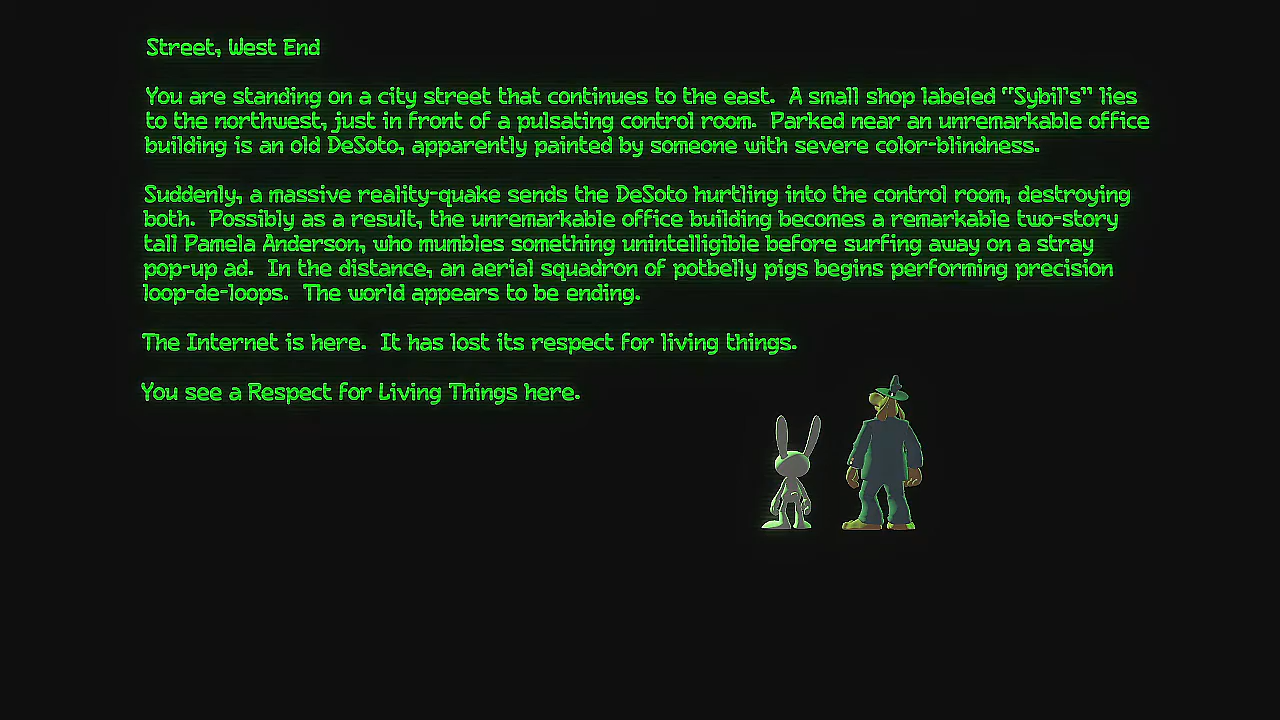 Street, West End
You are standing on a city street that continues to the east.  A small shop labeled "Sybil's" lies
to the northwest, just in front of a pulsating control room.  Parked near an unremarkable office
building is an old DeSoto, apparently painted by someone with severe color-blindness.
Suddenly, a massive reality-quake sends the DeSoto hurtling into the control room, destroying
both.  Possibly as a result, the unremarkable office building becomes a remarkable two-story
tall Pamela Anderson, who mumbles something unintelligible before surfing away on a stray
pop-up ad.  In the distance, an aerial squadron of potbelly pigs begins performing precision
loop-de-loops.  The world appears to be ending.
The Internet is here.  It has lost its respect for living things.
You see a Respect for Living Things here.